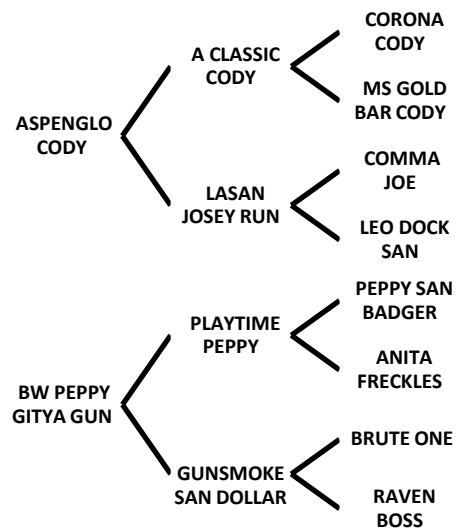 CORONA
CODY
A CLASSIC
CODY
MS GOLD
BAR CODY
ASPENGLO
CODY
COMMA
JOE
LASAN
JOSEY RUN
LEO DOCK
SAN
PEPPY SAN
BADGER
PLAYTIME
PEPPY
ANITA
FRECKLES
BW PEPPY
GITYA GUN
BRUTE ONE
GUNSMOKE
SAN DOLLAR
RAVEN
BOSS